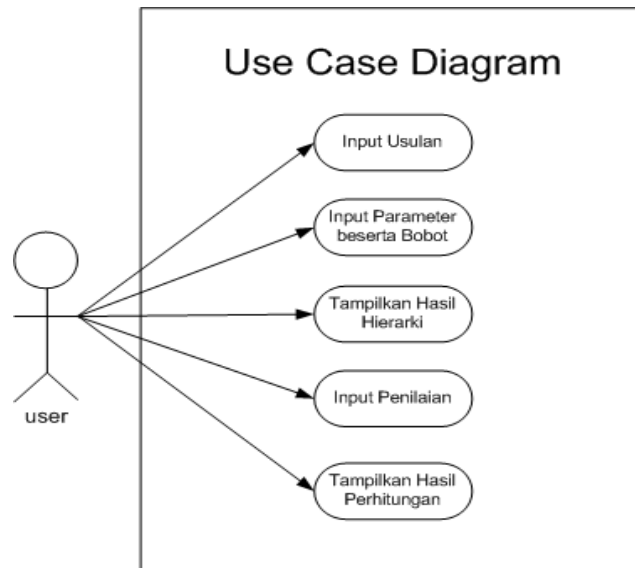 Use Case Diagram
Input Usulan
Input Parameter
beserta Bobot
Tampilkan Hasil
Hierarki
Input Penilaian
user
Tampilkan Hasil
Perhitungan